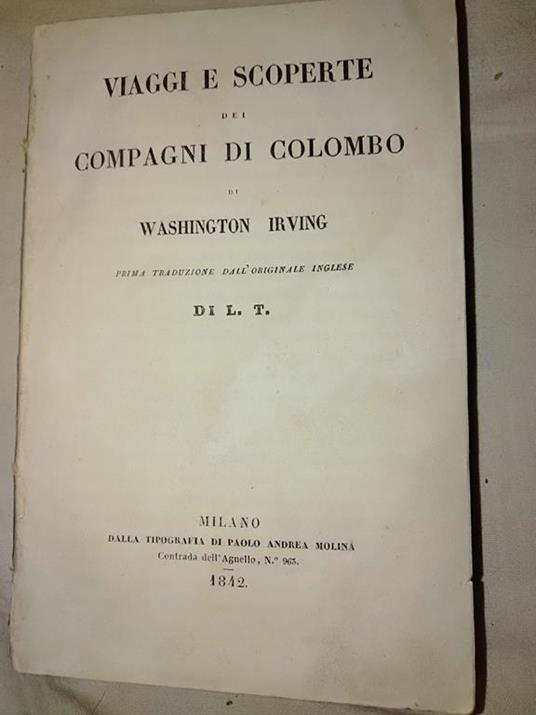 VIAGGI E SCOPERTE
DEI
COMPAGNI DI COLOMBO
DI
WASHINGTON IRVING
PRIMA TRADUZIONE DALL'ORIGINALE INGLESE
DI L. T.
MILANO
DALLA TIPOGRAFIA DI PAOLO ANDREA MOLINA
Contrada dell'Agnello, N.° 963.
1842.